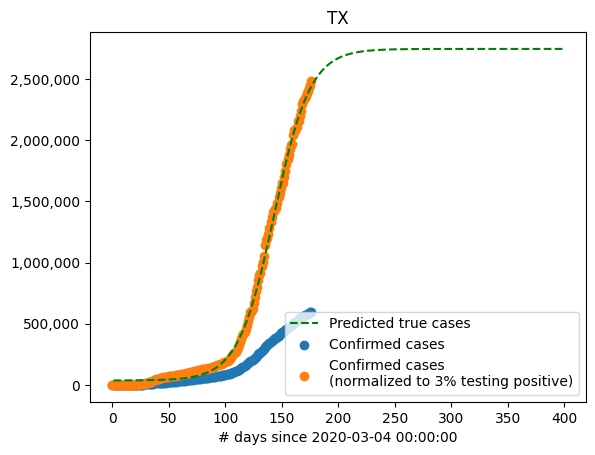 TX
2,500,000
2,000,000
1,500,000
1,000,000
500,000
0
Predicted true cases
Confirmed cases
Confirmed cases
(normalized to 3% testing positive)
0 50 100 150 200 250 300 350 400
# days since 2020-03-04 00:00:00